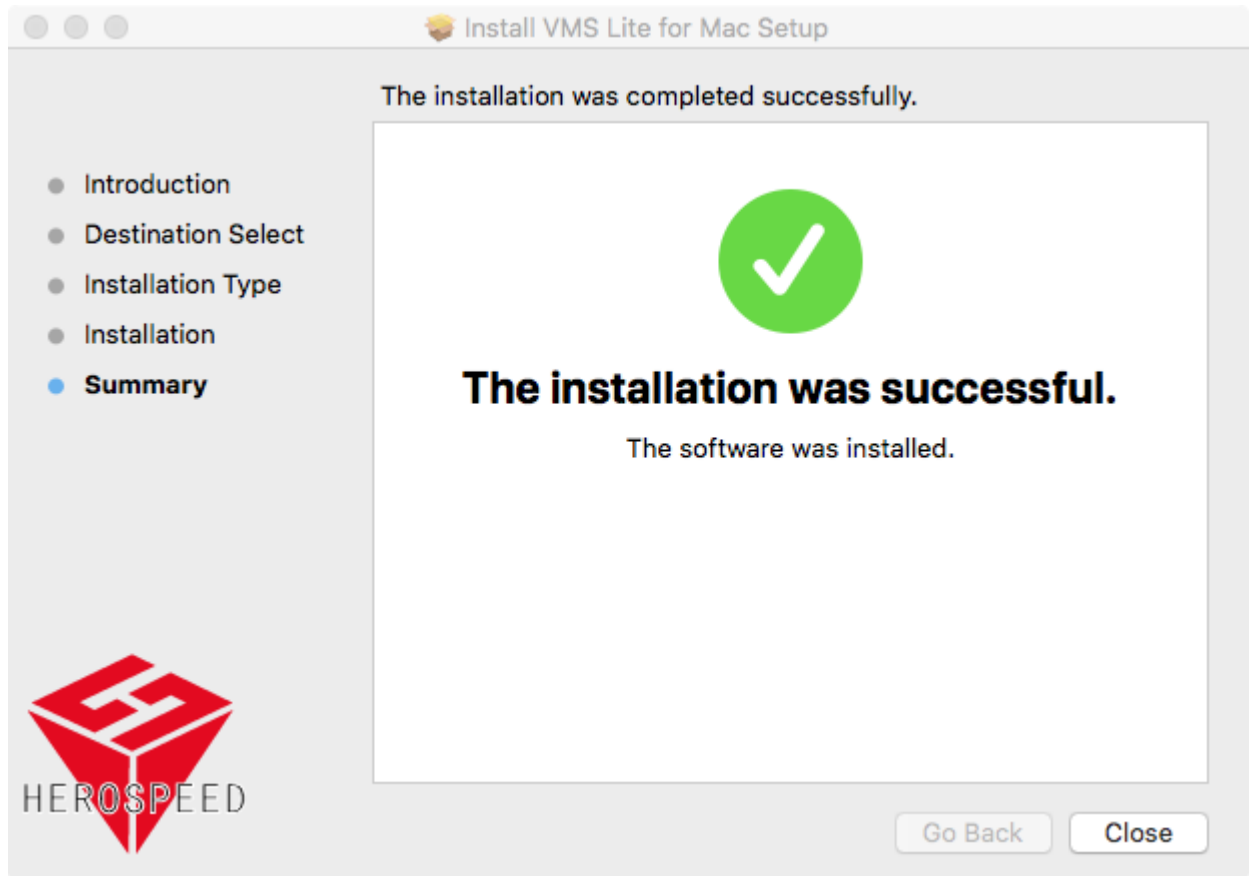 Install VMS Lite for Mac Setup
The installation was completed successfully.
Introduction
Destination Select
Installation Type
Installation
Summary
The installation was successful.
The software was installed.
HEROSPEED
Go Back
Close